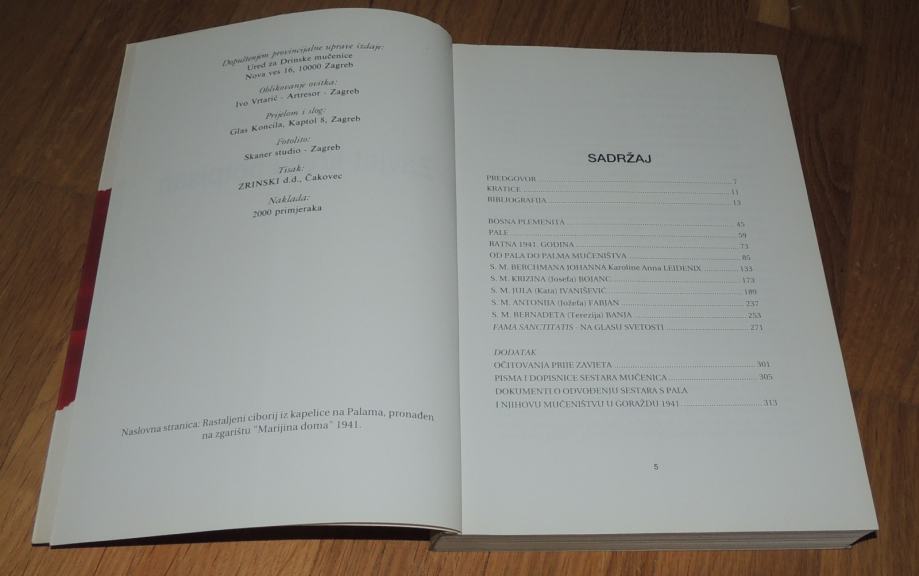 Dopuštenjem provincijalne uprave izdaje:
Ured za Drinske mučenice
Nova ves 16, 10000 Zagreb
Oblikovanje ovitka:
Ivo Vrtarić - Artresor - Zagreb
Prijelom i slog:
Glas Koncila, Kaptol 8, Zagreb
Fotolito:
Skaner studio - Zagreb
Tisak:
ZRINSKI d.d., Čakovec
Naklada:
2000 primjeraka
Naslovna stranica: Rastaljeni ciborij iz kapelice na Palama, pronađen
na zgarištu "Marijina doma" 1941.
SADRŽAJ
PREDGOVOR 7
KRATICE 11
BIBLIOGRAFIJA 13
BOSNA PLEMENITA 45
PALE 59
RATNA 1941. GODINA 73
OD PALA DO PALMA MUČENIŠTVA 85
S. M. BERCHMANA JOHANNA Karoline Anna LEIDENIX 133
S. M. KRIZINA (Josefa) BOJANC 173
S. M. JULA (Kata) IVANIŠEVIĆ 189
S. M. ANTONIJA (Jožefa) FABJAN 237
S. M. BERNADETA (Terezija) BANJA 253
FAMA SANCTITATIS - NA GLASU SVETOSTI 271
DODATAK
OČITOVANJA PRIJE ZAVJETA 301
PISMA I DOPISNICE SESTARA MUČENICA 305
DOKUMENTI O ODVOĐENJU SESTARA S PALA
I NJIHOVU MUČENIŠTVU U GORAŽDU 1941. 313
5